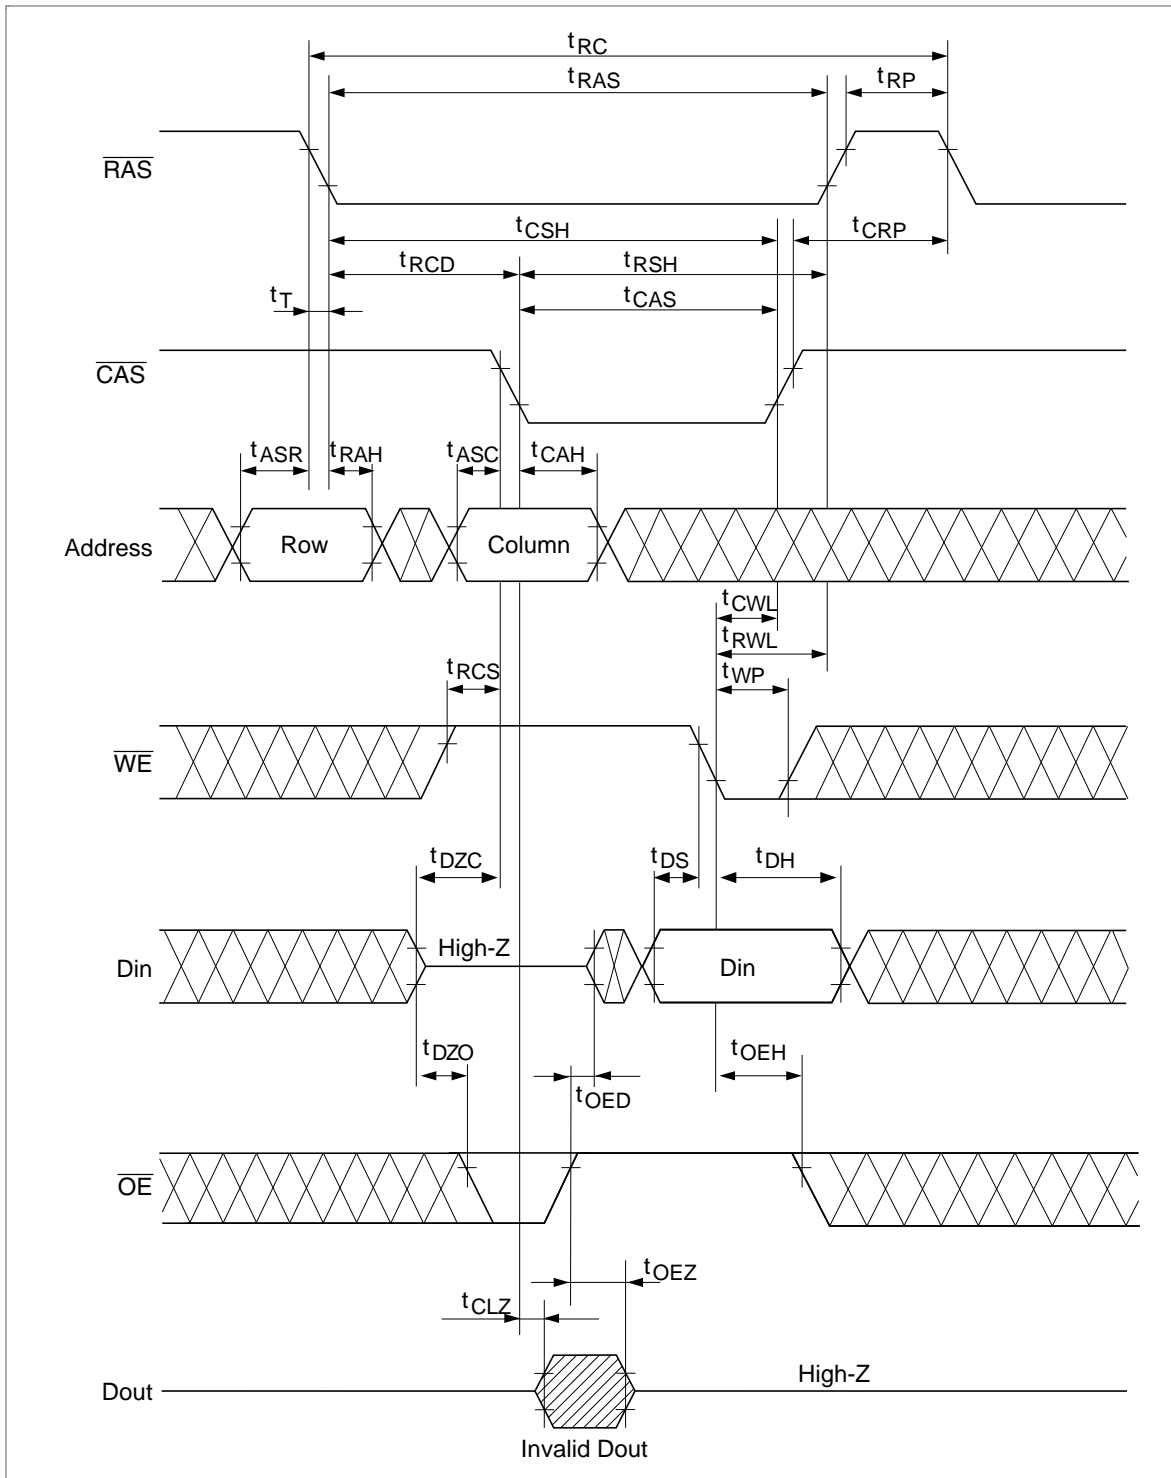 tRC
tRAS
tRP
RAS
tCSH
tCRP
tRCD
tRSH
tT
tCAS
CAS
tASR
tRAH
tASC
tCAH
Address
Row
Column
tCWL
tRWL
tRCS
tWP
WE
tDZC
tDS
tDH
High-Z
Din
Din
tDZO
tOEH
tOED
OE
tOEZ
tCLZ
High-Z
Dout
Invalid Dout